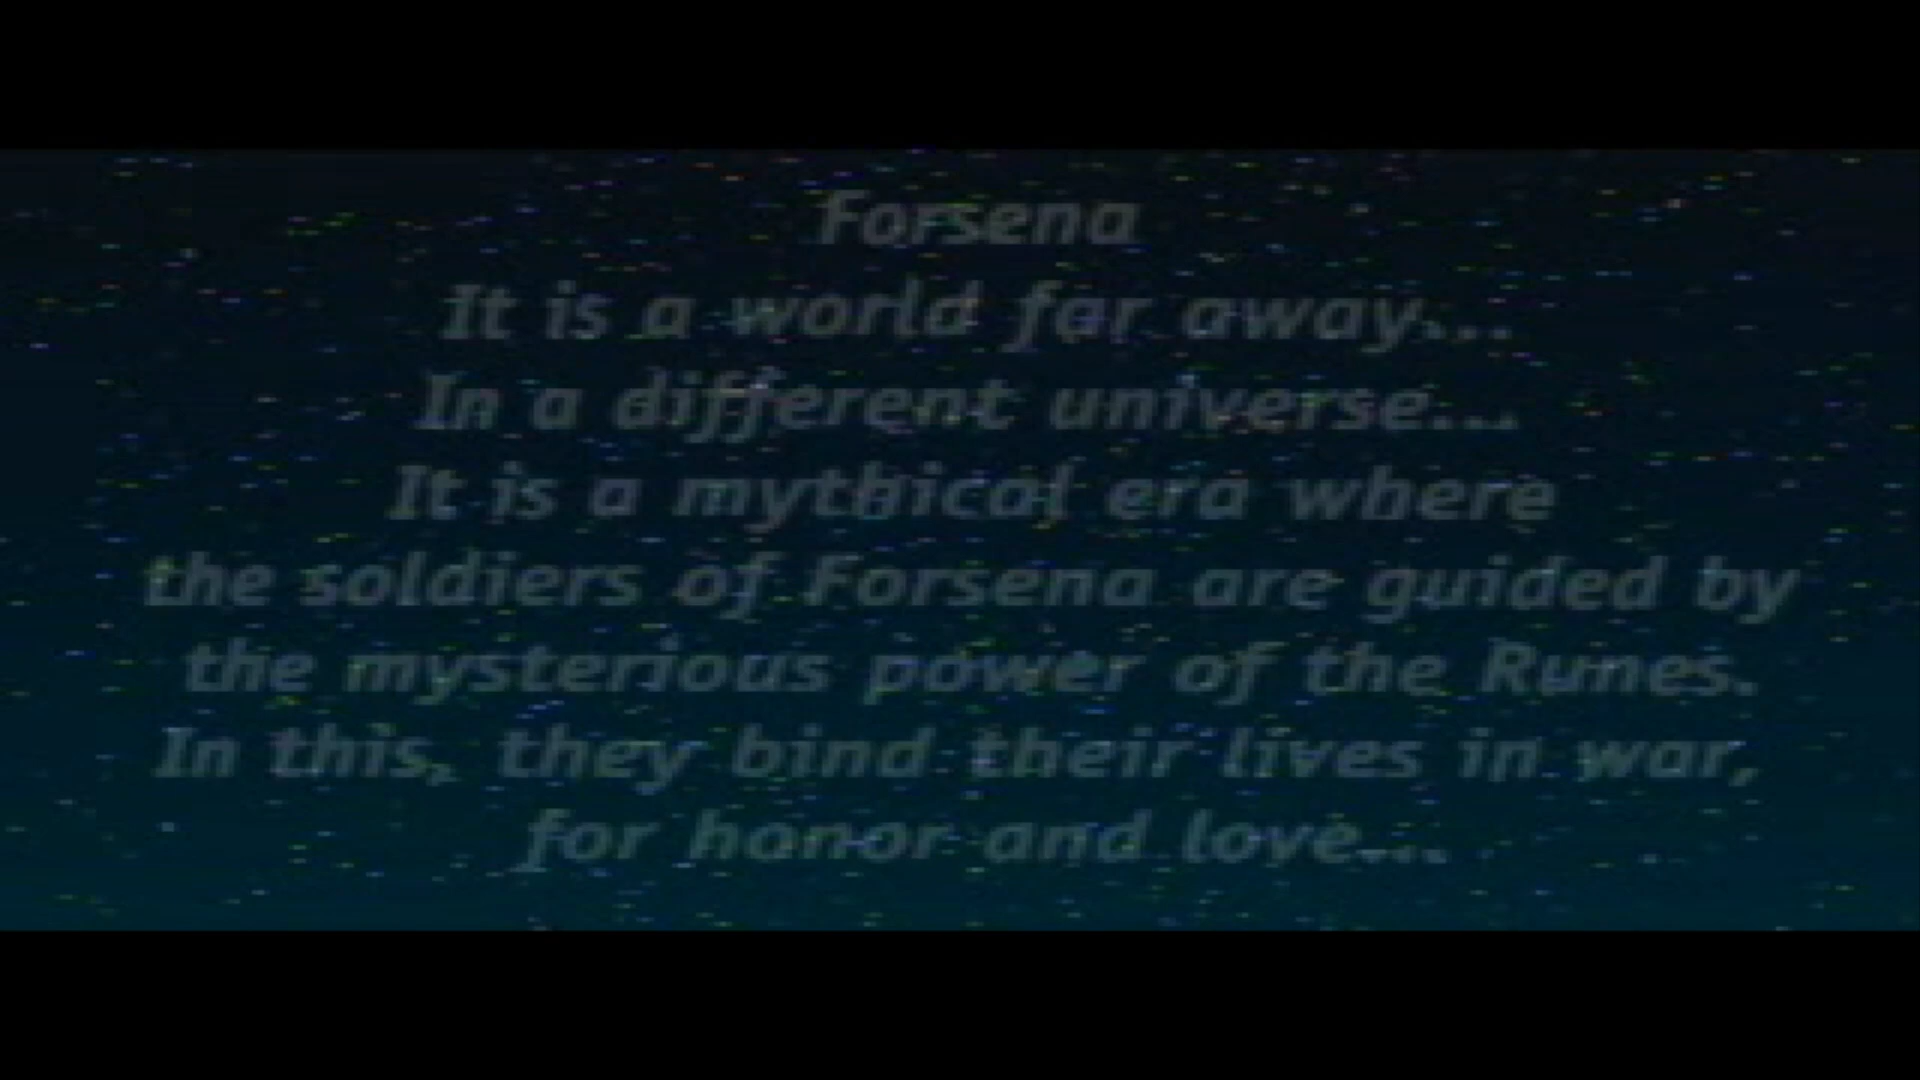 Forsena
It is a world far away...
In a different universe...
It is a mythical era where
the soldiers of Forsena are guided by
the mysterious power of the Runes.
In this, they bind their lives in war,
for honor and love...